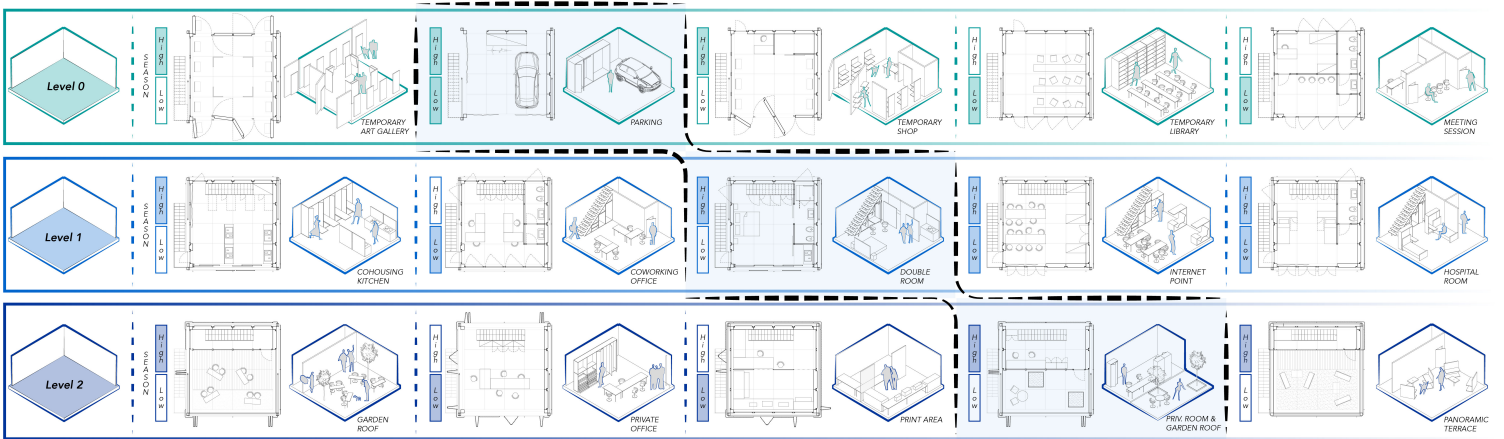 Level 0
SEASON
High
Low
TEMPORARY
ART GALLERY
High
Low
PARKING
High
Low
TEMPORARY
SHOP
High
Low
TEMPORARY
LIBRARY
High
Low
MEETING
SESSION
Level 1
SEASON
High
Low
COHOUSING
KITCHEN
High
Low
COWORKING
OFFICE
High
Low
DOUBLE
ROOM
High
Low
INTERNET
POINT
High
Low
HOSPITAL
ROOM
Level 2
SEASON
High
Low
GARDEN
ROOF
High
Low
PRIVATE
OFFICE
High
Low
PRINT AREA
High
Low
PRIV. ROOM &
GARDEN ROOF
High
Low
PANORAMIC
TERRACE